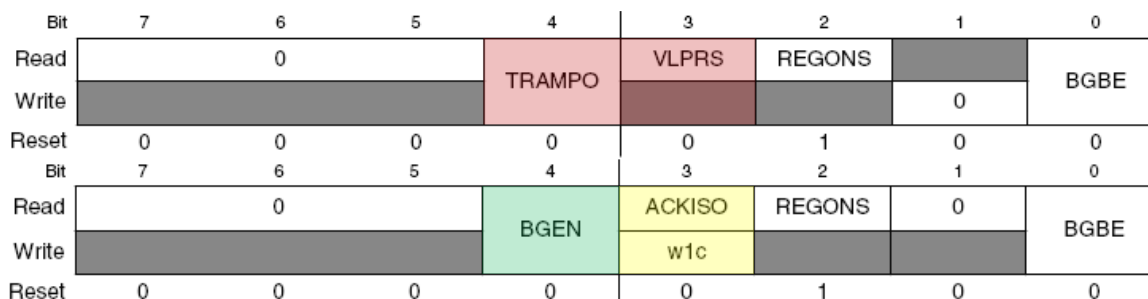 Bit 7 6 5 4 3 2 1 0
Read 0 TRAMPO VLPRS REGONS BGBE
Write 0
Reset 0 0 0 0 0 1 0 0
Bit 7 6 5 4 3 2 1 0
Read 0 BGEN ACKISO REGONS 0 BGBE
Write w1c
Reset 0 0 0 0 0 1 0 0